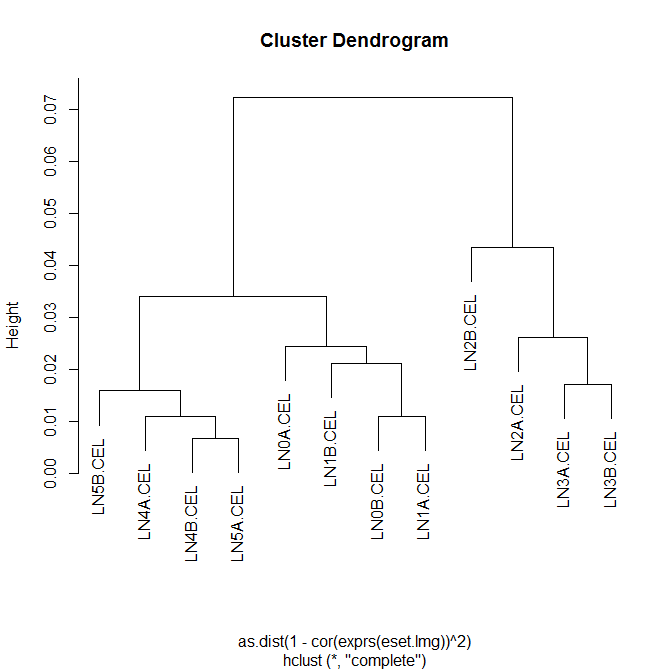 Cluster Dendrogram
Height
0.07
0.06
0.05
0.04
0.03
0.02
0.01
0.00
LN5B.CEL
LN4A.CEL
LN4B.CEL
LN5A.CEL
LN0A.CEL
LN1B.CEL
LN0B.CEL
LN1A.CEL
LN2B.CEL
LN2A.CEL
LN3A.CEL
LN3B.CEL
as.dist(1 - cor(exprs(eset.lmg))^2)
hclust (*, "complete")